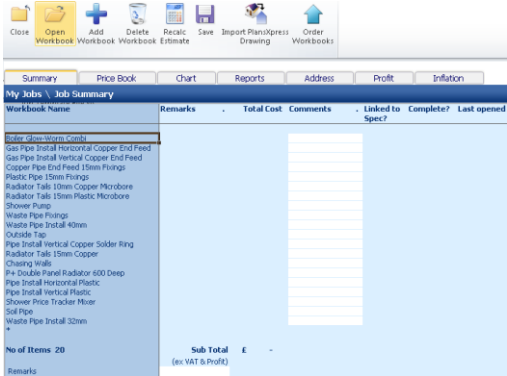 Close Open Workbook Add Workbook Delete Workbook Recalc Estimate Save Import PlansXpress Drawing Order Workbooks
Summary Price Book Chart Reports Address Profit Inflation
My Jobs \ Job Summary
Workbook Name Remarks . Total Cost Comments . Linked to Spec? Complete? Last opened
Boiler Glow-Worm Combi
Gas Pipe Install Horizontal Copper End Feed
Gas Pipe Install Vertical Copper End Feed
Copper Pipe End Feed 15mm Fixings
Plastic Pipe 15mm Fixings
Radiator Tails 10mm Copper Microbore
Radiator Tails 15mm Plastic Microbore
Shower Pump
Waste Pipe Fixings
Waste Pipe Install 40mm
Outside Tap
Pipe Install Vertical Copper Solder Ring
Radiator Tails 15mm Copper
Chasing Walls
P+ Double Panel Radiator 600 Deep
Pipe Install Horizontal Plastic
Pipe Install Vertical Plastic
Shower Price Tracker Mixer
Soil Pipe
Waste Pipe Install 32mm
*
No of Items 20 Sub Total £ -
(ex VAT & Profit)
Remarks